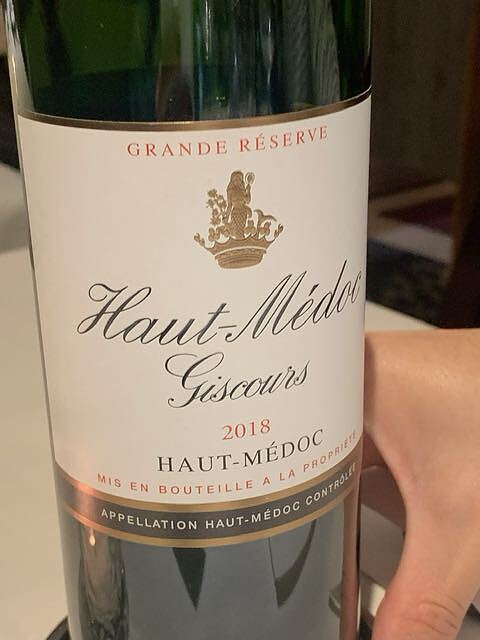 GRANDE RÉSERVE
Haut-Médoc
Giscours
2018
HAUT-MÉDOC
MIS EN BOUTEILLE A LA PROPRIÉTÉ
APPELLATION HAUT-MÉDOC CONTRÔLÉE